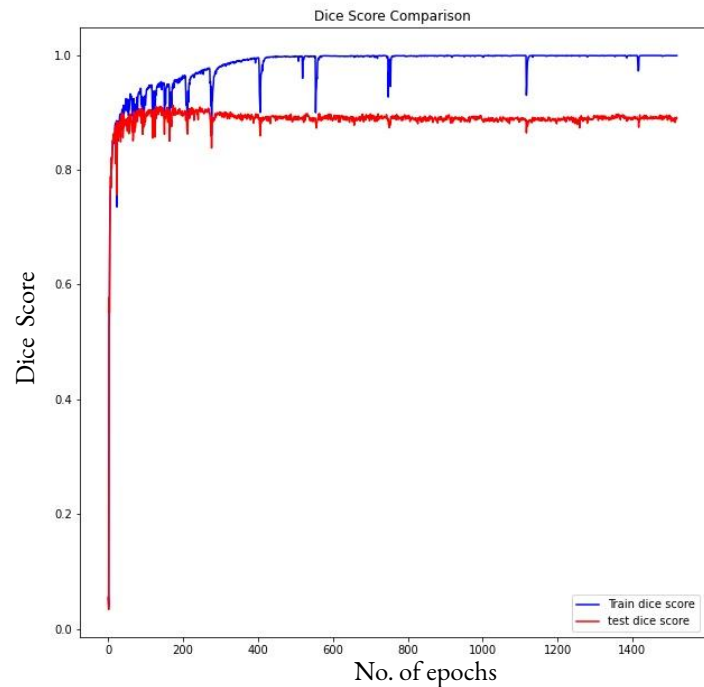 Dice Score Comparison
1.0
0.8
0.6
0.4
0.2
0.0
Dice Score
0
200
400
600
800
1000
1200
1400
No. of epochs
Train dice score
test dice score